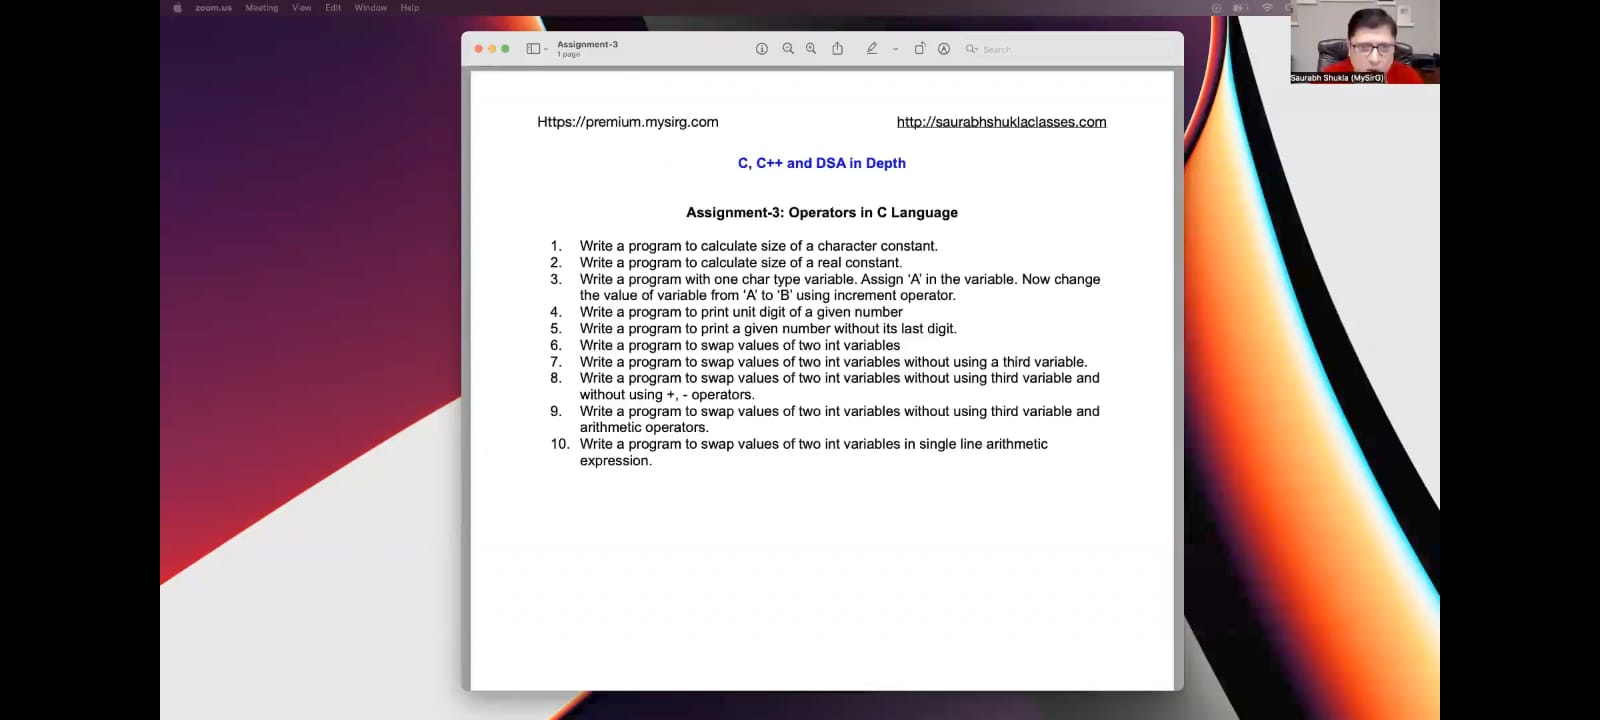 zoom.us Meeting View Edit Window Help
Assignment-3
1 page
Search
Saurabh Shukla (MySirG)
Https://premium.mysirg.com http://saurabhshuklaclasses.com
C, C++ and DSA in Depth
Assignment-3: Operators in C Language
1. Write a program to calculate size of a character constant.
2. Write a program to calculate size of a real constant.
3. Write a program with one char type variable. Assign ‘A’ in the variable. Now change
the value of variable from ‘A’ to ‘B’ using increment operator.
4. Write a program to print unit digit of a given number
5. Write a program to print a given number without its last digit.
6. Write a program to swap values of two int variables
7. Write a program to swap values of two int variables without using a third variable.
8. Write a program to swap values of two int variables without using third variable and
without using +, - operators.
9. Write a program to swap values of two int variables without using third variable and
arithmetic operators.
10. Write a program to swap values of two int variables in single line arithmetic
expression.